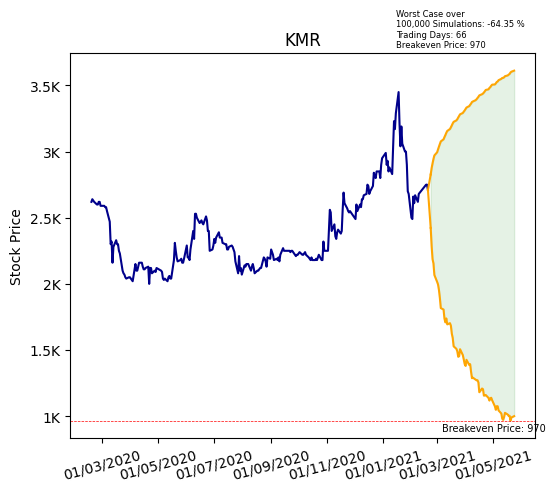 Worst Case over
100,000 Simulations: -64.35 %
Trading Days: 66
Breakeven Price: 970
KMR
Stock Price
3.5K
3K
2.5K
2K
1.5K
1K
Breakeven Price: 970
01/03/2020 01/05/2020 01/07/2020 01/09/2020 01/11/2020 01/01/2021 01/03/2021 01/05/2021